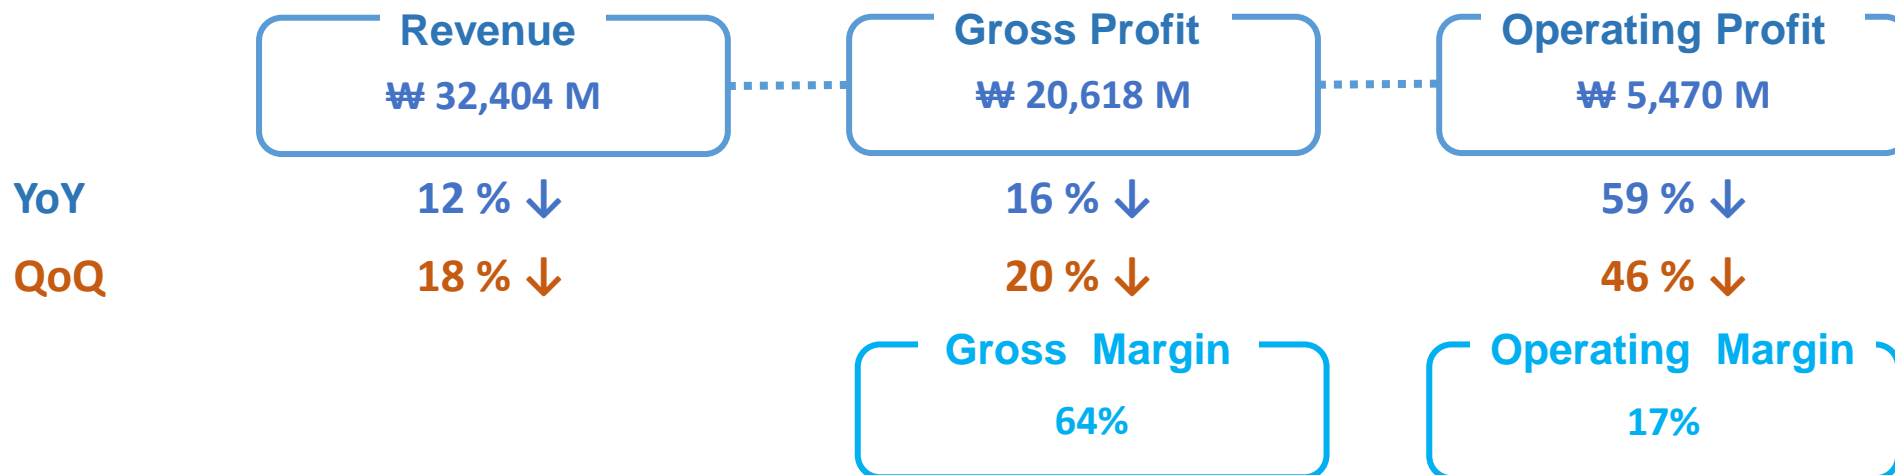 Revenue Gross Profit Operating Profit
₩ 32,404 M ₩ 20,618 M ₩ 5,470 M
YoY 12 % ↓ 16 % ↓ 59 % ↓
QoQ 18 % ↓ 20 % ↓ 46 % ↓
Gross Margin Operating Margin
64% 17%